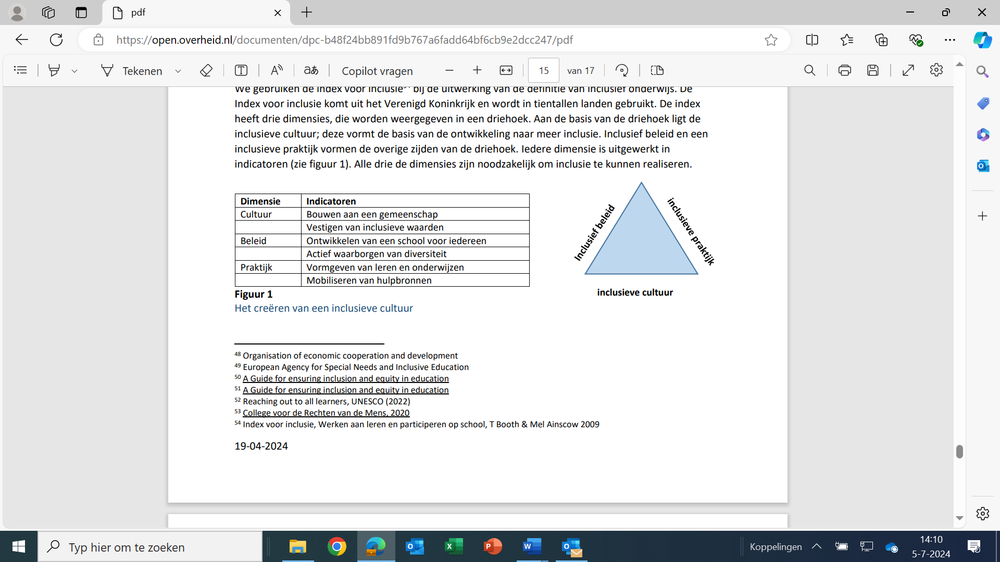 pdf
https://open.overheid.nl/documenten/dpc-b48f24bb891fd9b767a6fadd64bf6cb9e2dcc247/pdf
Tekenen
aあ
Copilot vragen
15
van 17
We gebruiken de Index voor inclusie⁵⁴ bij de uitwerking van de definitie van inclusief onderwijs. De
Index voor inclusie komt uit het Verenigd Koninkrijk en wordt in tientallen landen gebruikt. De index
heeft drie dimensies, die worden weergegeven in een driehoek. Aan de basis van de driehoek ligt de
inclusieve cultuur; deze vormt de basis van de ontwikkeling naar meer inclusie. Inclusief beleid en een
inclusieve praktijk vormen de overige zijden van de driehoek. Iedere dimensie is uitgewerkt in
indicatoren (zie figuur 1). Alle drie de dimensies zijn noodzakelijk om inclusie te kunnen realiseren.
Dimensie Indicatoren
Cultuur Bouwen aan een gemeenschap
Vestigen van inclusieve waarden
Beleid Ontwikkelen van een school voor iedereen
Actief waarborgen van diversiteit
Praktijk Vormgeven van leren en onderwijzen
Mobiliseren van hulpbronnen
Inclusief beleid
inclusieve praktijk
inclusieve cultuur
Figuur 1
Het creëren van een inclusieve cultuur
48 Organisation of economic cooperation and development
49 European Agency for Special Needs and Inclusive Education
50 A Guide for ensuring inclusion and equity in education
51 A Guide for ensuring inclusion and equity in education
52 Reaching out to all learners, UNESCO (2022)
53 College voor de Rechten van de Mens, 2020
54 Index voor inclusie, Werken aan leren en participeren op school, T Booth & Mel Ainscow 2009
19-04-2024
Typ hier om te zoeken
Koppelingen
14:10
5-7-2024